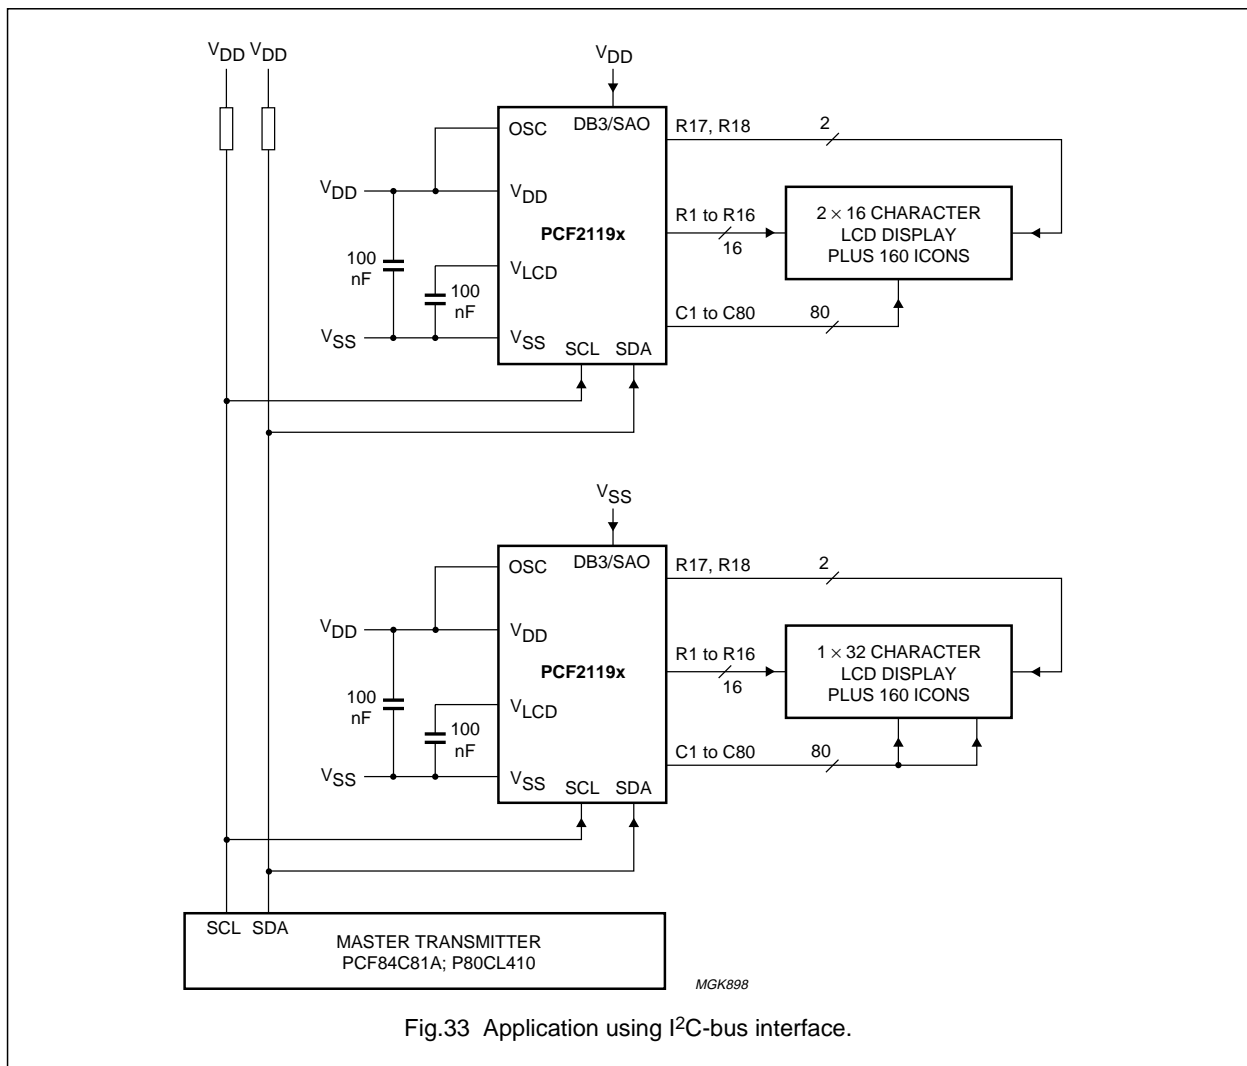 VDD VDD
VDD
OSC
DB3/SAO
R17, R18
2
VDD
VDD
PCF2119x
R1 to R16
16
2 × 16 CHARACTER
LCD DISPLAY
PLUS 160 ICONS
100
nF
VLCD
100
nF
C1 to C80
80
VSS
VSS
SCL SDA
VSS
OSC
DB3/SAO
R17, R18
2
VDD
VDD
PCF2119x
R1 to R16
16
1 × 32 CHARACTER
LCD DISPLAY
PLUS 160 ICONS
100
nF
VLCD
100
nF
C1 to C80
80
VSS
VSS
SCL SDA
SCL SDA
MASTER TRANSMITTER
PCF84C81A; P80CL410
MGK898
Fig.33 Application using I²C-bus interface.